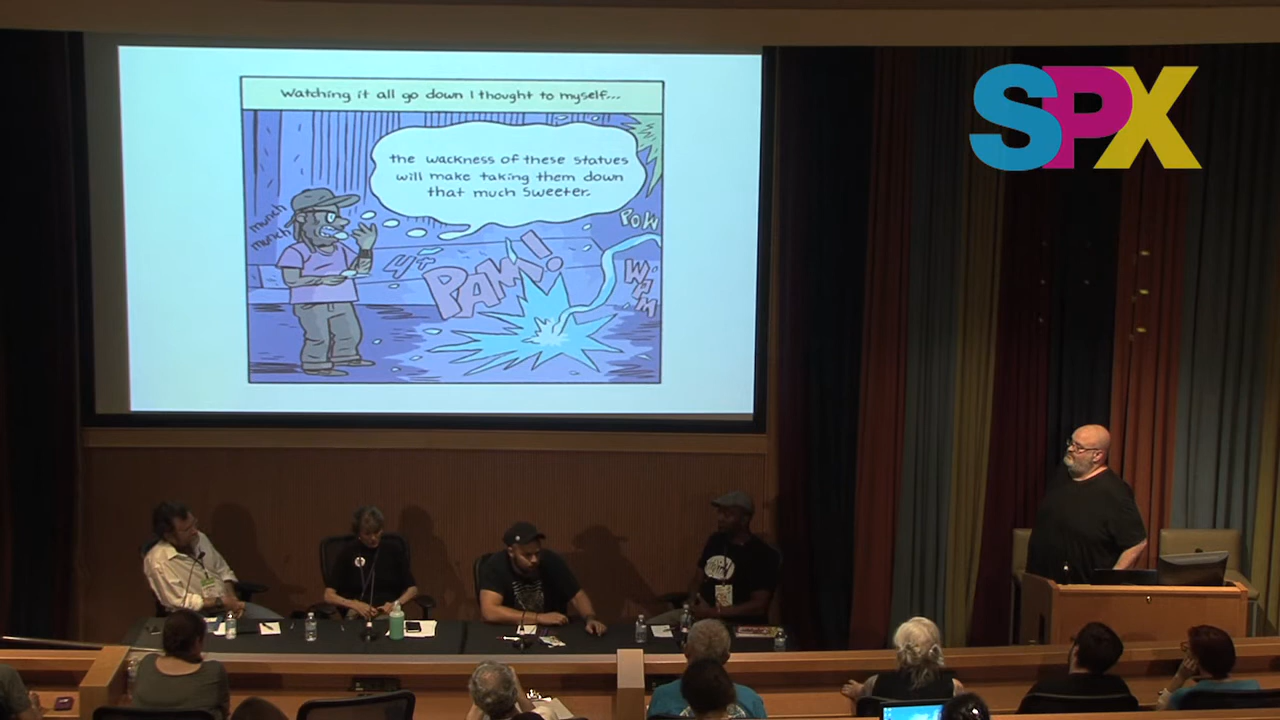 SPX
Watching it all go down I thought to myself...
the wackness of these statues
will make taking them down
that much sweeter.
munch
munch
PAM!
POW